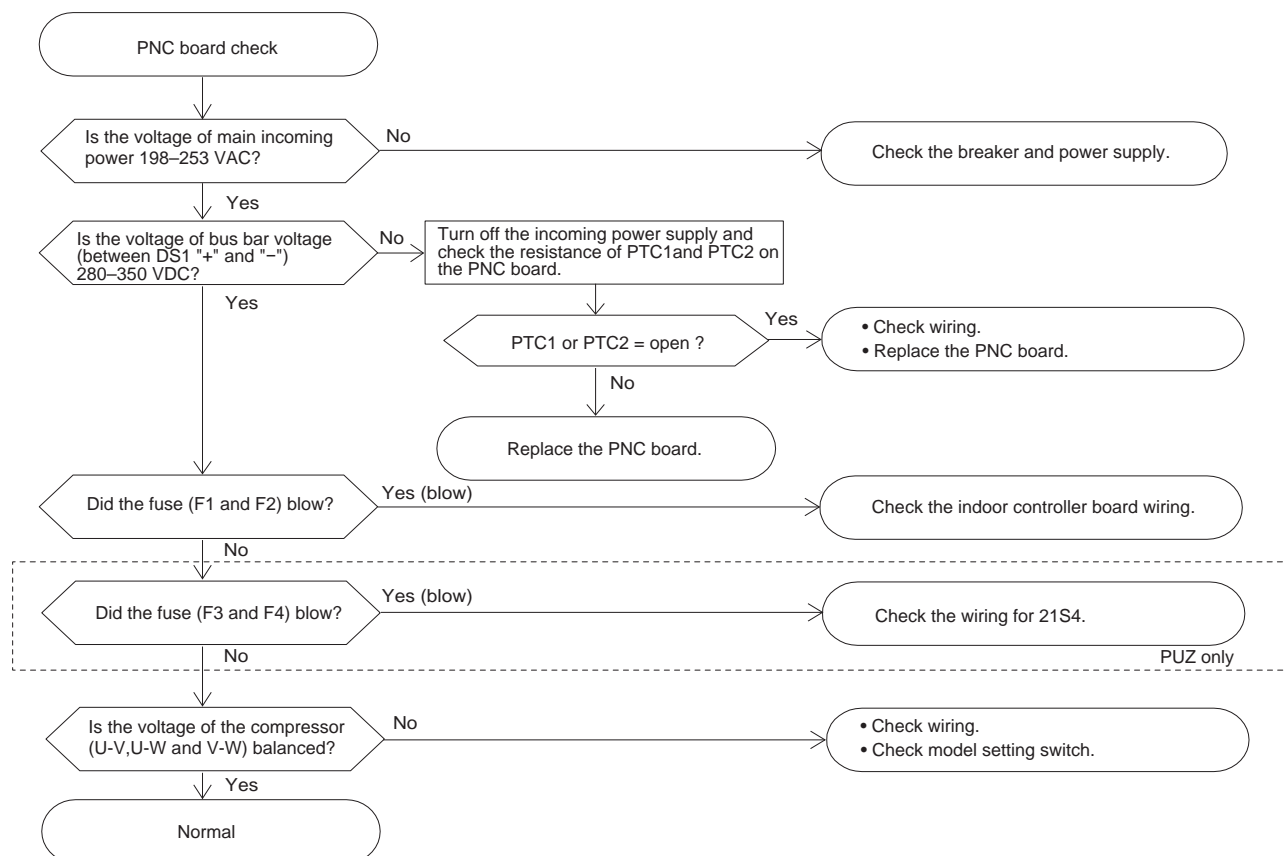 PNC board check
Is the voltage of main incoming
power 198–253 VAC?
No
Check the breaker and power supply.
Yes
Is the voltage of bus bar voltage
(between DS1 "+" and "−")
280–350 VDC?
No
Turn off the incoming power supply and
check the resistance of PTC1and PTC2 on
the PNC board.
Yes
PTC1 or PTC2 = open ?
Yes
• Check wiring.
• Replace the PNC board.
No
Replace the PNC board.
Did the fuse (F1 and F2) blow?
Yes (blow)
Check the indoor controller board wiring.
No
Did the fuse (F3 and F4) blow?
Yes (blow)
Check the wiring for 21S4.
No
PUZ only
Is the voltage of the compressor
(U-V,U-W and V-W) balanced?
No
• Check wiring.
• Check model setting switch.
Yes
Normal